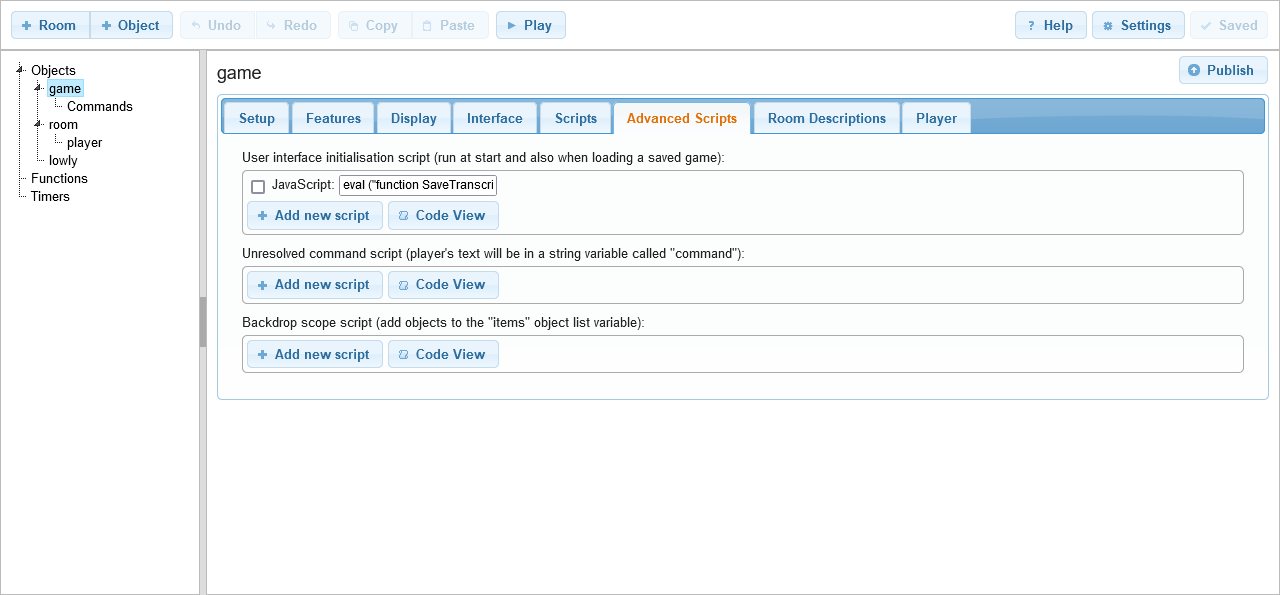 Room Object Undo Redo Copy Paste Play Help Settings Saved
Objects
game
Commands
room
player
lowly
Functions
Timers
game
Publish
Setup Features Display Interface Scripts Advanced Scripts Room Descriptions Player
User interface initialisation script (run at start and also when loading a saved game):
JavaScript: eval ("function SaveTranscri
Add new script Code View
Unresolved command script (player's text will be in a string variable called "command"):
Add new script Code View
Backdrop scope script (add objects to the "items" object list variable):
Add new script Code View